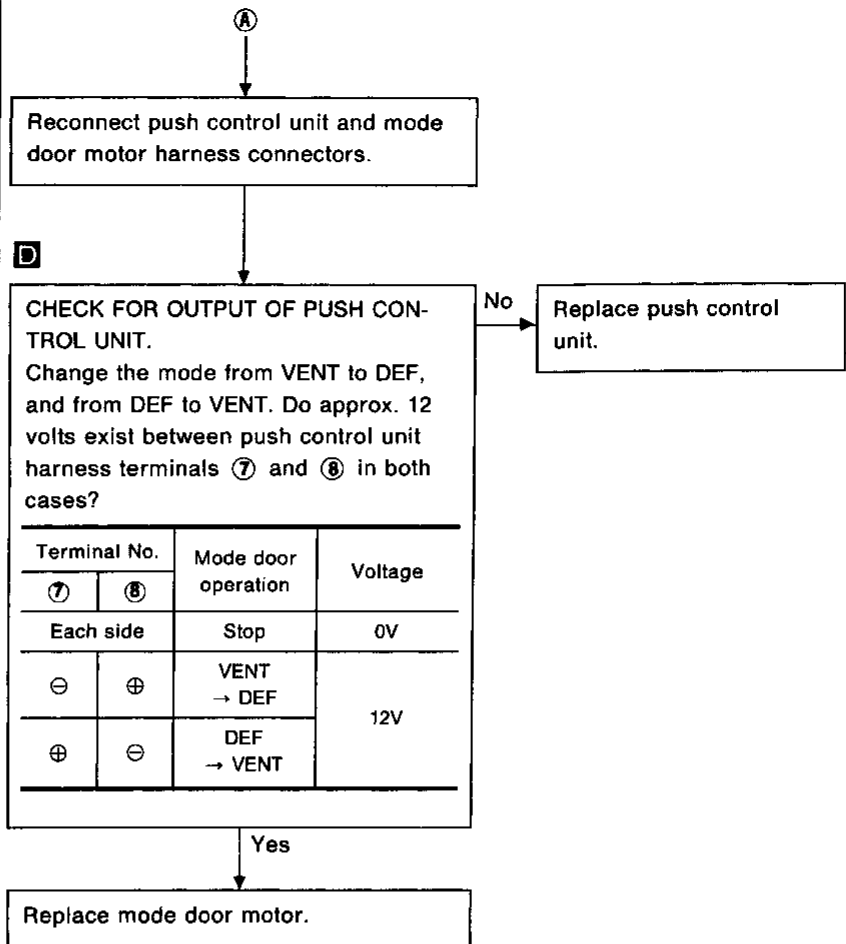 Ⓐ
Reconnect push control unit and mode
door motor harness connectors.
D
CHECK FOR OUTPUT OF PUSH CON-
TROL UNIT.
Change the mode from VENT to DEF,
and from DEF to VENT. Do approx. 12
volts exist between push control unit
harness terminals ⑦ and ⑧ in both
cases?
No
Replace push control
unit.
Terminal No.
Mode door
operation
Voltage
⑦ ⑧
Each side Stop 0V
⊖ ⊕ VENT
→ DEF
12V
⊕ ⊖ DEF
→ VENT
Yes
Replace mode door motor.